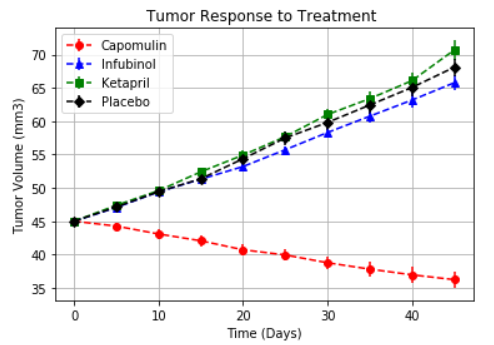 Tumor Response to Treatment
Capomulin
Infubinol
Ketapril
Placebo
Tumor Volume (mm3)
70
65
60
55
50
45
40
35
0
10
20
30
40
Time (Days)